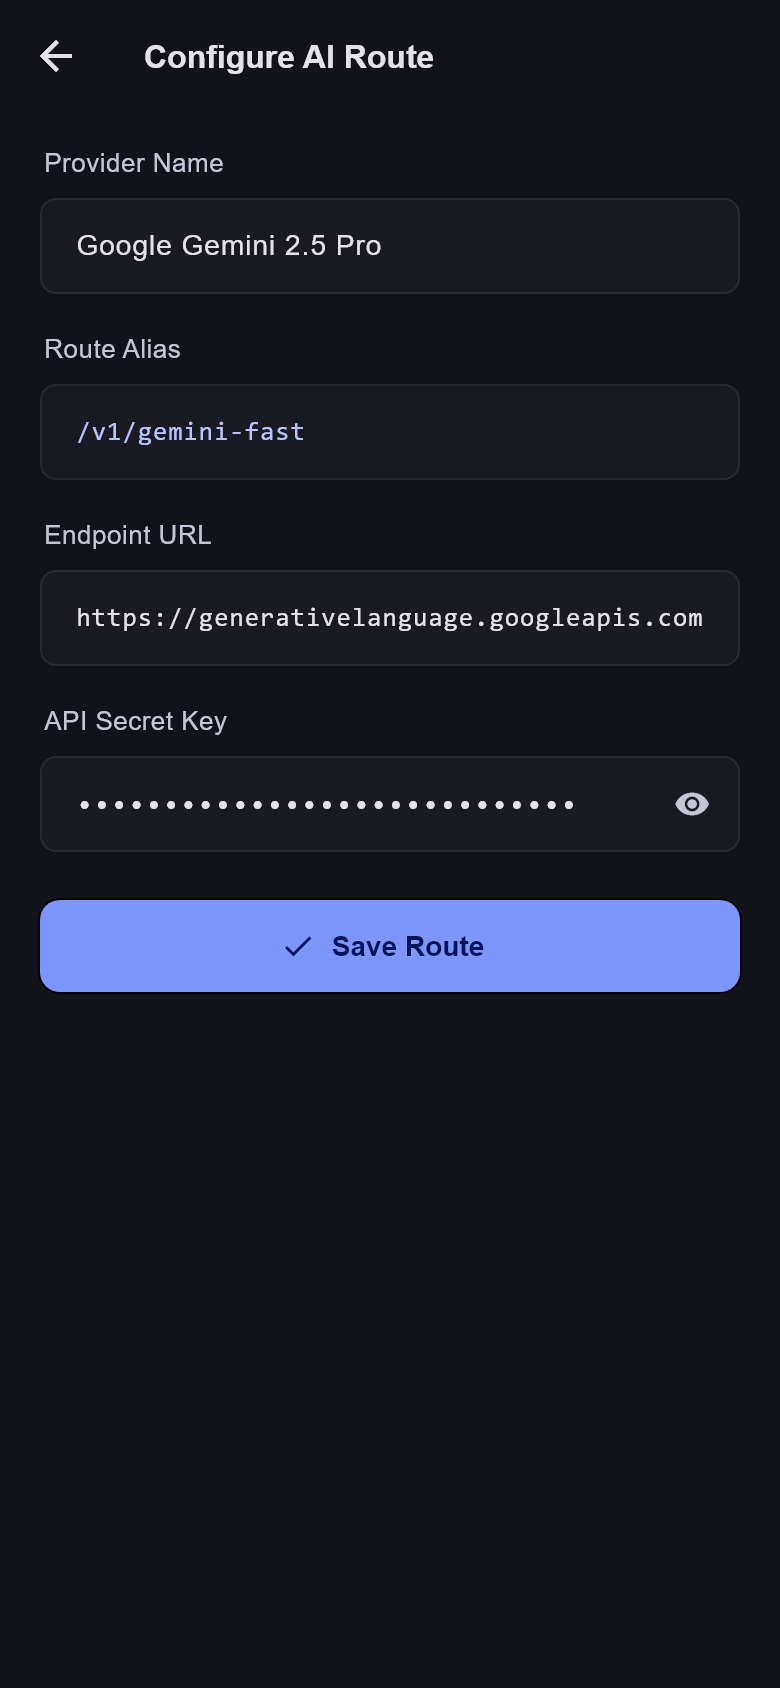 Configure AI Route
Provider Name
Google Gemini 2.5 Pro
Route Alias
/v1/gemini-fast
Endpoint URL
https://generativelanguage.googleapis.com
API Secret Key
•••••••••••••••••••••••••••••
Save Route